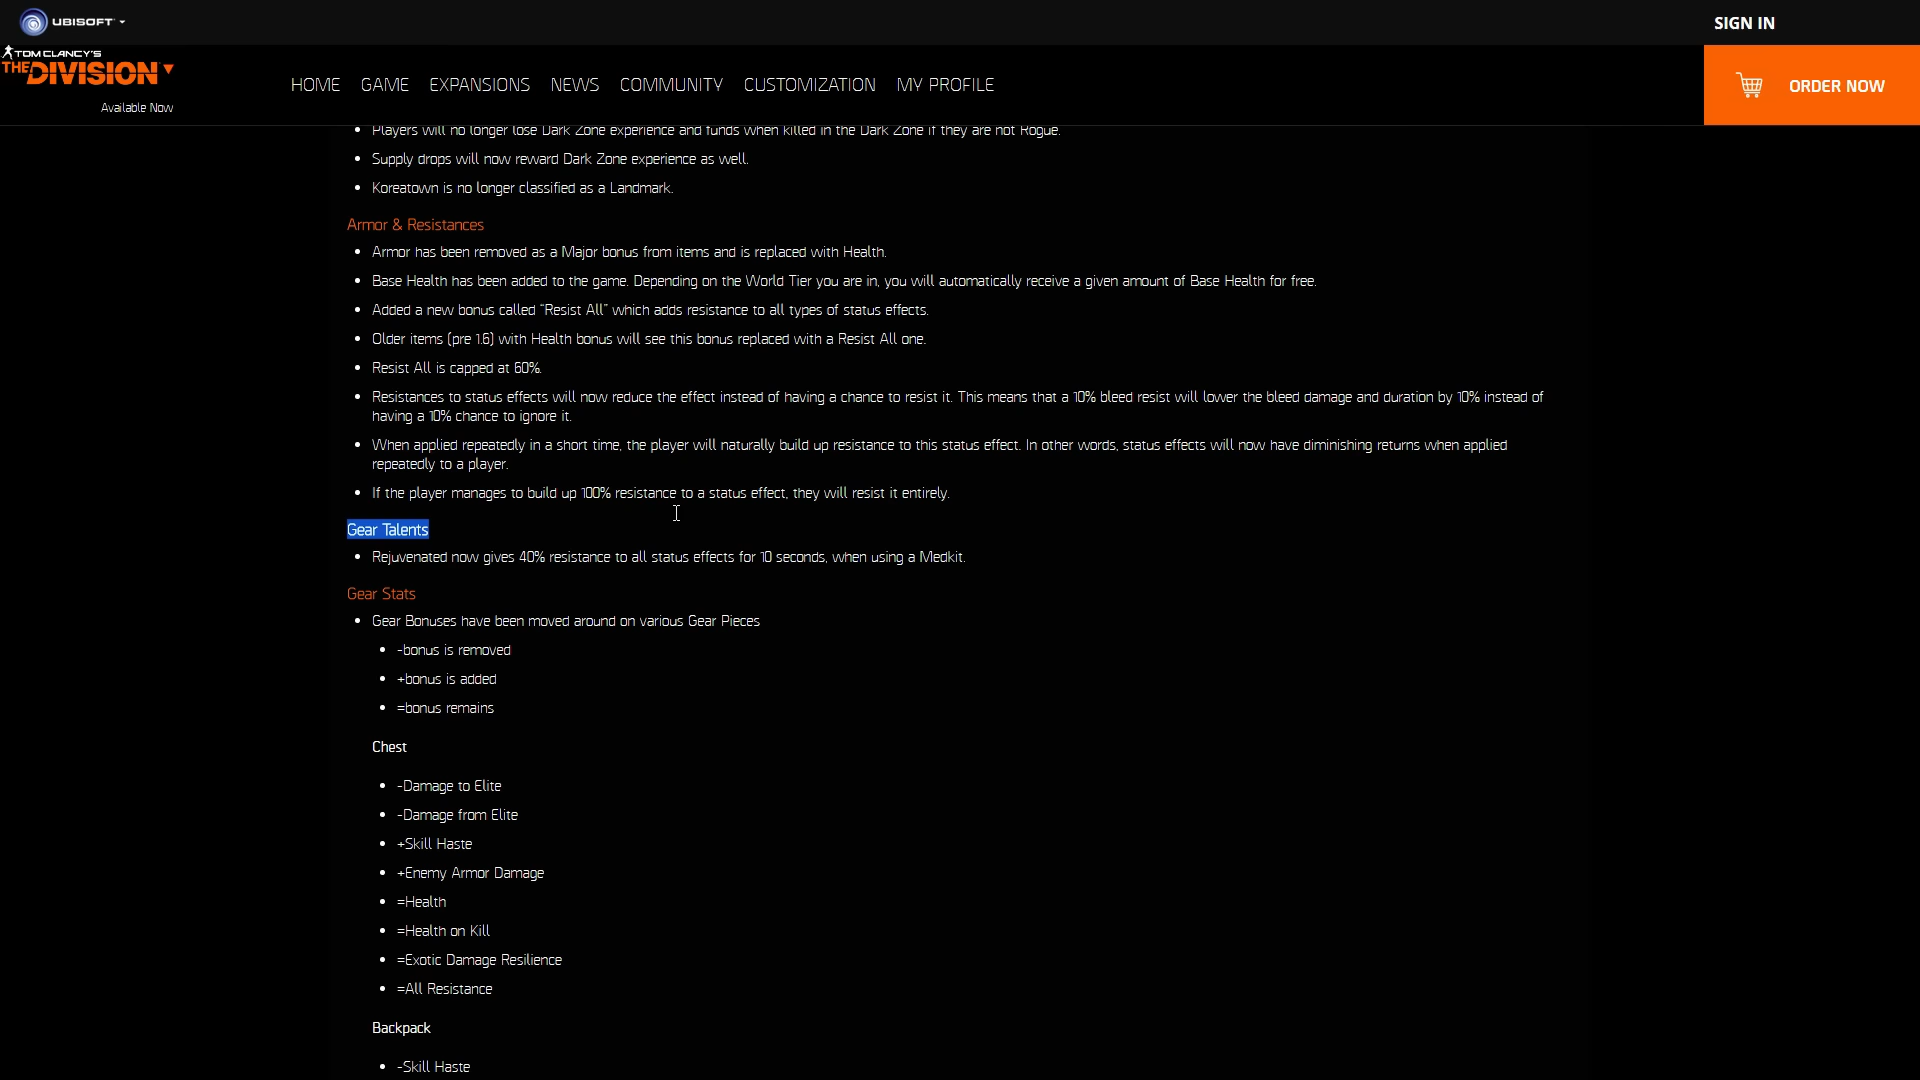 UBISOFT
SIGN IN
TOM CLANCY'S
THE DIVISION
Available Now
HOME GAME EXPANSIONS NEWS COMMUNITY CUSTOMIZATION MY PROFILE
ORDER NOW
Players will no longer lose Dark Zone experience and funds when killed in the Dark Zone if they are not Rogue.
Supply drops will now reward Dark Zone experience as well.
Koreatown is no longer classified as a Landmark.
Armor & Resistances
Armor has been removed as a Major bonus from items and is replaced with Health.
Base Health has been added to the game. Depending on the World Tier you are in, you will automatically receive a given amount of Base Health for free.
Added a new bonus called "Resist All" which adds resistance to all types of status effects.
Older items (pre 1.6) with Health bonus will see this bonus replaced with a Resist All one.
Resist All is capped at 60%.
Resistances to status effects will now reduce the effect instead of having a chance to resist it. This means that a 10% bleed resist will lower the bleed damage and duration by 10% instead of
having a 10% chance to ignore it.
When applied repeatedly in a short time, the player will naturally build up resistance to this status effect. In other words, status effects will now have diminishing returns when applied
repeatedly to a player.
If the player manages to build up 100% resistance to a status effect, they will resist it entirely.
Gear Talents
Rejuvenated now gives 40% resistance to all status effects for 10 seconds, when using a Medkit.
Gear Stats
Gear Bonuses have been moved around on various Gear Pieces
-bonus is removed
+bonus is added
=bonus remains
Chest
-Damage to Elite
-Damage from Elite
+Skill Haste
+Enemy Armor Damage
=Health
=Health on Kill
=Exotic Damage Resilience
=All Resistance
Backpack
-Skill Haste